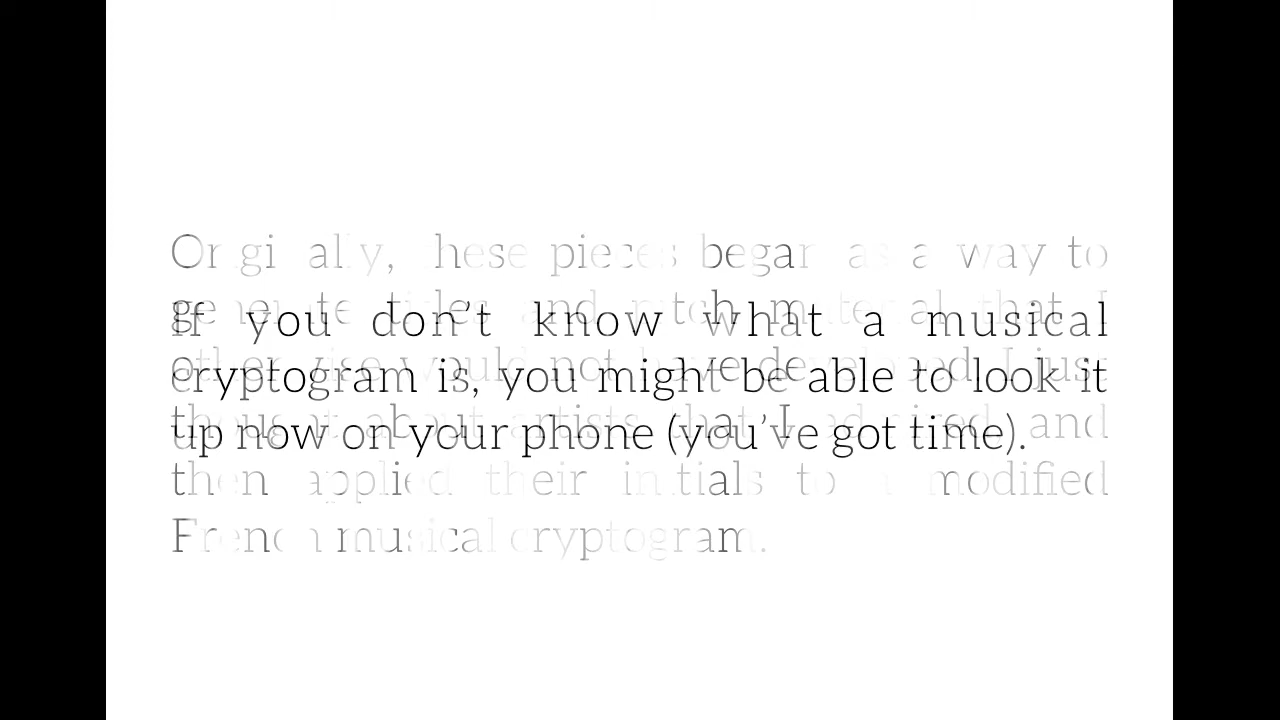 Originally, these pieces began as a way to
generate titles and pitch material that I
If you don't know what a musical
otherwise would not have developed. I just
cryptogram is, you might be able to look it
thought about artists that I admired and
up now on your phone (you've got time).
then applied their initials to a modified
French musical cryptogram.